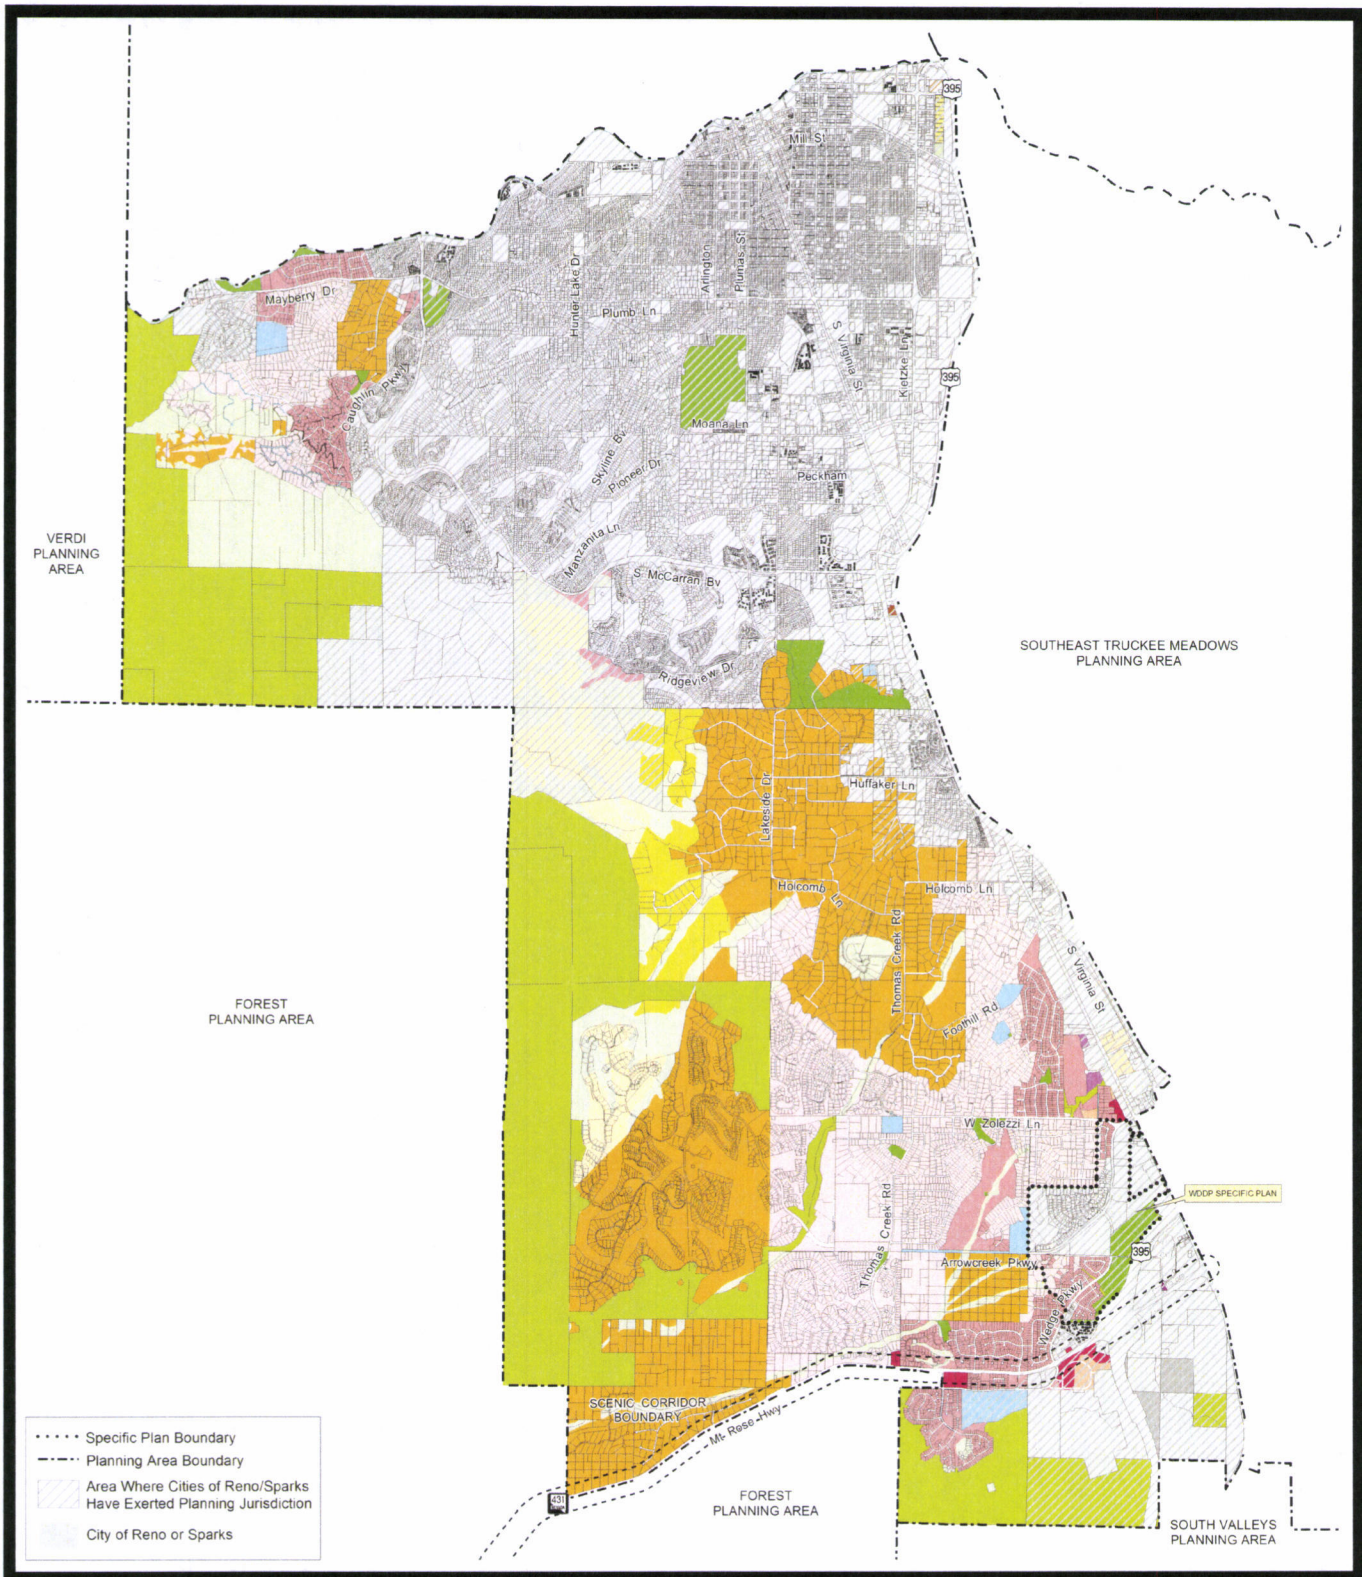 395
Mill St
Arlington
Plumas St
Hunter Lake Dr
Mayberry Dr
Plumb Ln
S Virginia St
Kietzke Ln
395
Caughlin Pkwy
Moana Ln
Skyline Bv
Pioneer Dr
Peckham
VERDI
PLANNING
AREA
Manzanita Ln
S McCarran Bv
SOUTHEAST TRUCKEE MEADOWS
PLANNING AREA
Ridgeview Dr
Lakeside Dr
Huffaker Ln
Holcomb Ln
Holcomb Ln
Thomas Creek Rd
S Virginia St
FOREST
PLANNING AREA
Foothill Rd
W Zolezzi Ln
WDDP SPECIFIC PLAN
Thomas Creek Rd
395
Arrowcreek Pkwy
Wedge Pkwy
SCENIC CORRIDOR
BOUNDARY
Mt Rose Hwy
431
FOREST
PLANNING AREA
SOUTH VALLEYS
PLANNING AREA
Specific Plan Boundary
Planning Area Boundary
Area Where Cities of Reno/Sparks
Have Exerted Planning Jurisdiction
City of Reno or Sparks